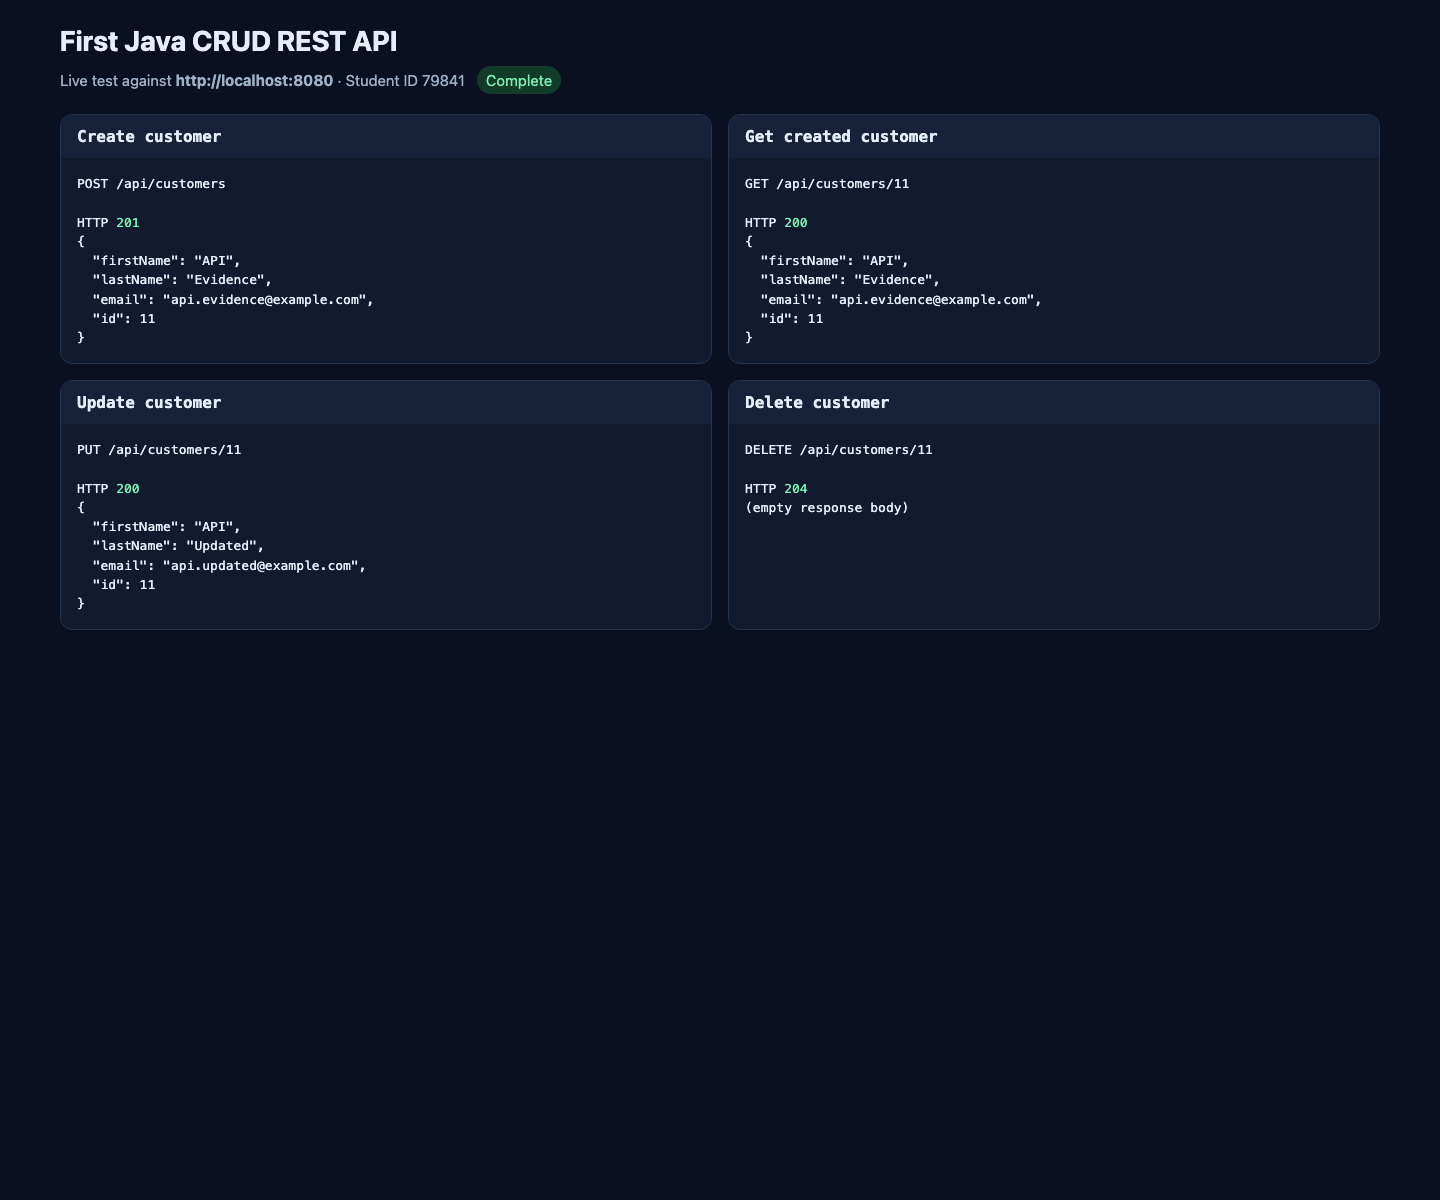 First Java CRUD REST API
Live test against http://localhost:8080 · Student ID 79841 Complete
Create customer
POST /api/customers
HTTP 201
{
  "firstName": "API",
  "lastName": "Evidence",
  "email": "api.evidence@example.com",
  "id": 11
}
Get created customer
GET /api/customers/11
HTTP 200
{
  "firstName": "API",
  "lastName": "Evidence",
  "email": "api.evidence@example.com",
  "id": 11
}
Update customer
PUT /api/customers/11
HTTP 200
{
  "firstName": "API",
  "lastName": "Updated",
  "email": "api.updated@example.com",
  "id": 11
}
Delete customer
DELETE /api/customers/11
HTTP 204
(empty response body)